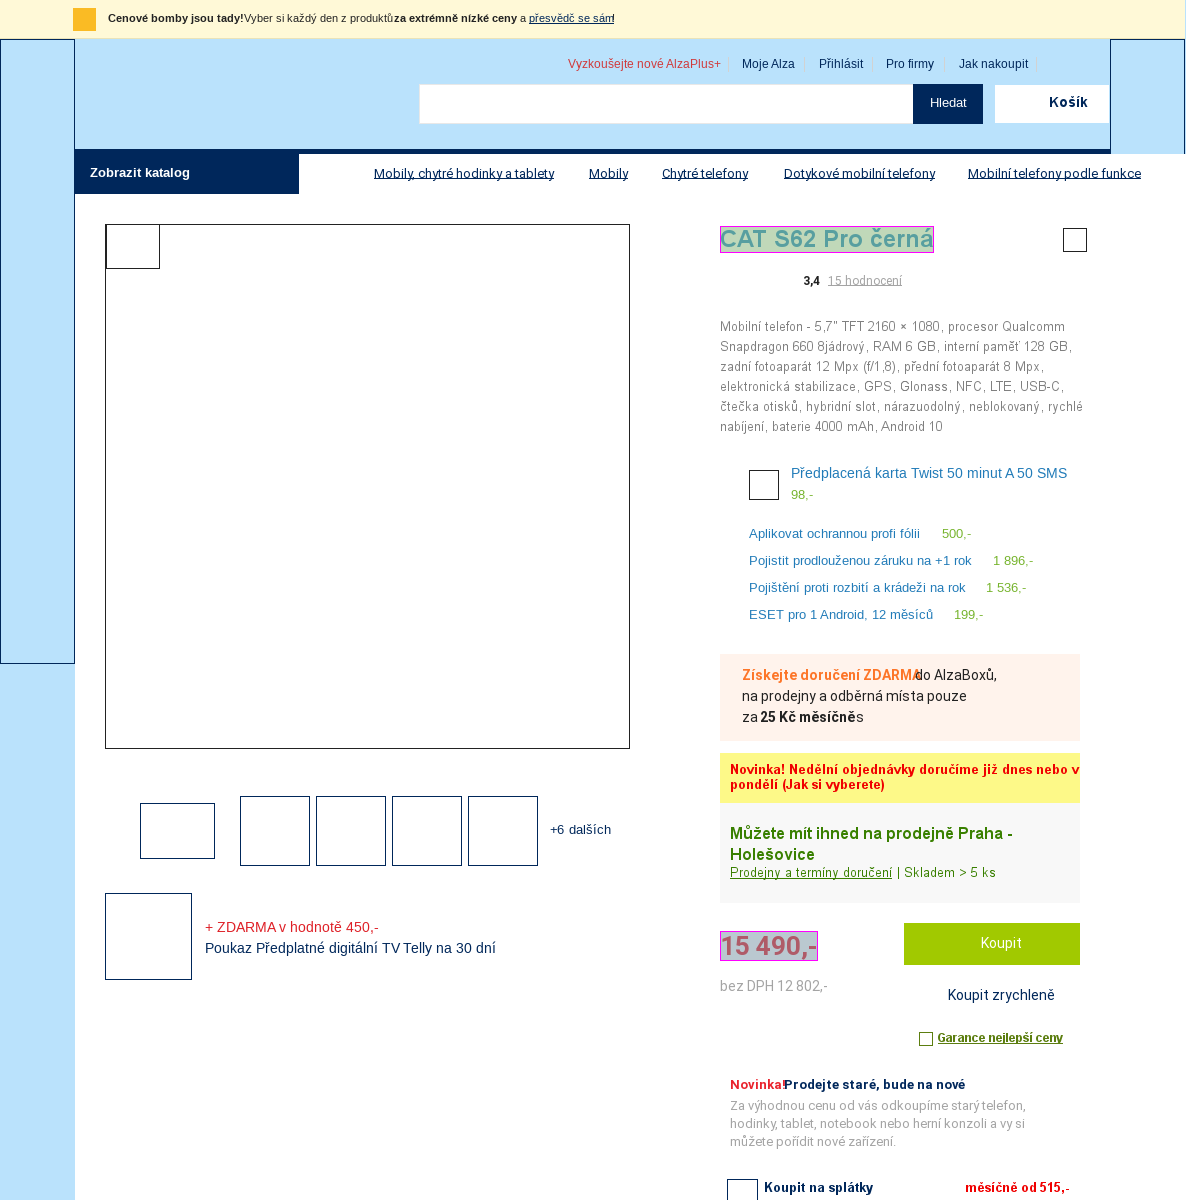 Cenové bomby jsou tady! Vyber si každý den z produktů za extrémně nízké ceny a přesvědč se sám!
Vyzkoušejte nové AlzaPlus+ Moje Alza Přihlásit Pro firmy Jak nakoupit
Hledat Košík
Zobrazit katalog Mobily, chytré hodinky a tablety Mobily Chytré telefony Dotykové mobilní telefony Mobilní telefony podle funkce
CAT S62 Pro černá
3,4 15 hodnocení
Mobilní telefon - 5,7" TFT 2160 × 1080, procesor Qualcomm
Snapdragon 660 8jádrový, RAM 6 GB, interní paměť 128 GB,
zadní fotoaparát 12 Mpx (f/1,8), přední fotoaparát 8 Mpx,
elektronická stabilizace, GPS, Glonass, NFC, LTE, USB-C,
čtečka otisků, hybridní slot, nárazuodolný, neblokovaný, rychlé
nabíjení, baterie 4000 mAh, Android 10
Předplacená karta Twist 50 minut A 50 SMS
98,-
Aplikovat ochrannou profi fólii 500,-
Pojistit prodlouženou záruku na +1 rok 1 896,-
Pojištění proti rozbití a krádeži na rok 1 536,-
ESET pro 1 Android, 12 měsíců 199,-
Získejte doručení ZDARMA do AlzaBoxů,
na prodejny a odběrná místa pouze
za 25 Kč měsíčně s
Novinka! Nedělní objednávky doručíme již dnes nebo v
pondělí (Jak si vyberete)
Můžete mít ihned na prodejně Praha -
Holešovice
Prodejny a termíny doručení | Skladem > 5 ks
+6 dalších
+ ZDARMA v hodnotě 450,-
Poukaz Předplatné digitální TV Telly na 30 dní
15 490,- Koupit
bez DPH 12 802,-
Koupit zrychleně
Garance nejlepší ceny
Novinka! Prodejte staré, bude na nové
Za výhodnou cenu od vás odkoupíme starý telefon,
hodinky, tablet, notebook nebo herní konzoli a vy si
můžete pořídit nové zařízení.
Koupit na splátky měsíčně od 515,-